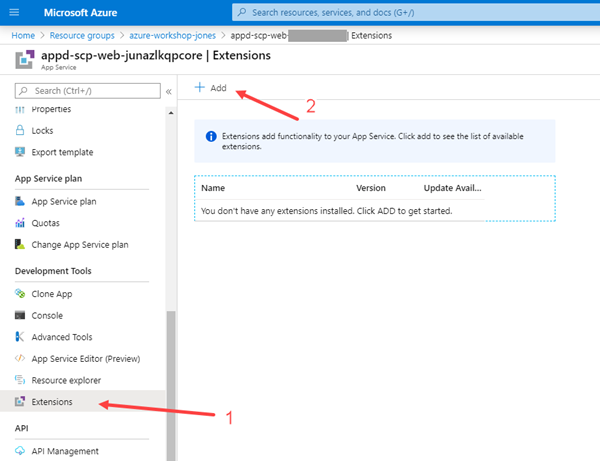 Microsoft Azure
Search resources, services, and docs (G+/)
Home > Resource groups > azure-workshop-jones > appd-scp-web- | Extensions
appd-scp-web-junazlkqpcore | Extensions
App Service
Search (Ctrl+/)
«
Properties
Locks
Export template
App Service plan
App Service plan
Quotas
Change App Service plan
Development Tools
Clone App
Console
Advanced Tools
App Service Editor (Preview)
Resource explorer
Extensions
API
API Management
+ Add
2
Extensions add functionality to your App Service. Click add to see the list of available
extensions.
Name Version Update Avail...
You don't have any extensions installed. Click ADD to get started.
1